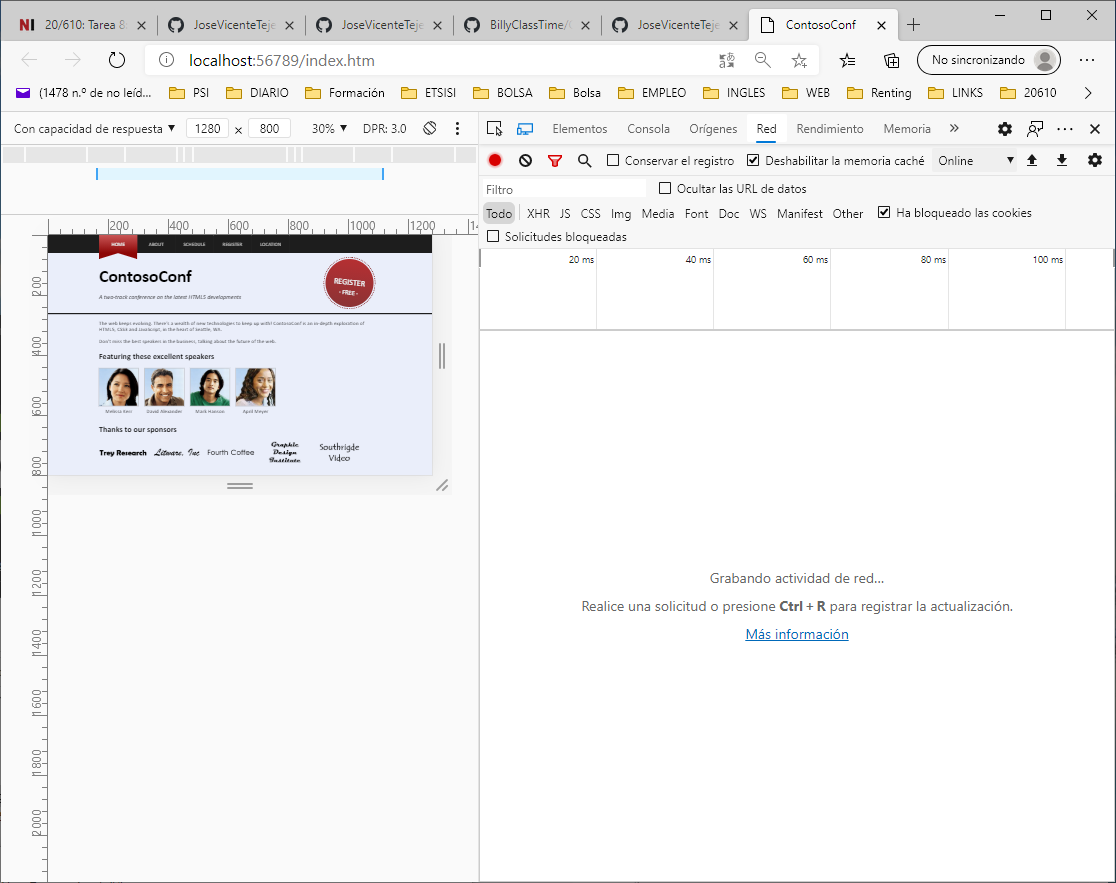 20/610: Tarea 8
JoseVicenteTeje
JoseVicenteTeje
BillyClassTime/
JoseVicenteTeje
ContosoConf
localhost:56789/index.htm
No sincronizando
(1478 n.º de no leíd...
PSI
DIARIO
Formación
ETSISI
BOLSA
Bolsa
EMPLEO
INGLES
WEB
Renting
LINKS
20610
Con capacidad de respuesta
1280 × 800
30%
DPR: 3.0
Elementos
Consola
Orígenes
Red
Rendimiento
Memoria
Conservar el registro
Deshabilitar la memoria caché
Online
Filtro
Ocultar las URL de datos
Todo
XHR
JS
CSS
Img
Media
Font
Doc
WS
Manifest
Other
Ha bloqueado las cookies
Solicitudes bloqueadas
20 ms
40 ms
60 ms
80 ms
100 ms
200
400
600
800
1000
1200
200
400
600
800
1000
1200
1400
1600
1800
2000
HOME
ABOUT
SCHEDULE
REGISTER
LOCATION
ContosoConf
A two-track conference on the latest HTML5 developments
REGISTER
- FREE -
The web keeps evolving. There's a wealth of new technologies to keep up with! ContosoConf is an in-depth exploration of
HTML5, CSS3 and JavaScript, in the heart of Seattle, WA.
Don't miss the best speakers in the business, talking about the future of the web.
Featuring these excellent speakers
Melissa Kerr
David Alexander
Mark Hanson
April Meyer
Thanks to our sponsors
Trey Research
Litware, Inc
Fourth Coffee
Graphic
Design
Institute
Southrigde
Video
Grabando actividad de red...
Realice una solicitud o presione Ctrl + R para registrar la actualización.
Más información